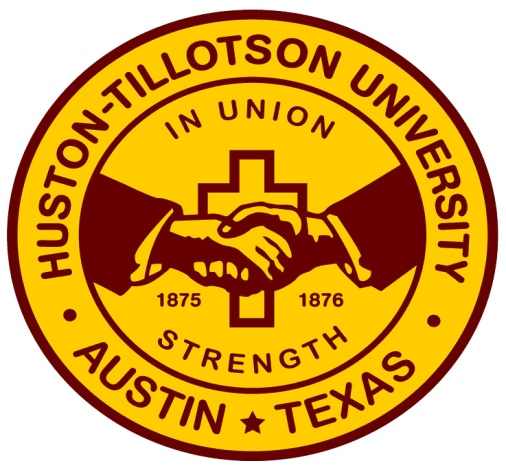 HUSTON-TILLOTSON UNIVERSITY
IN UNION
1875 1876
STRENGTH
AUSTIN ★ TEXAS